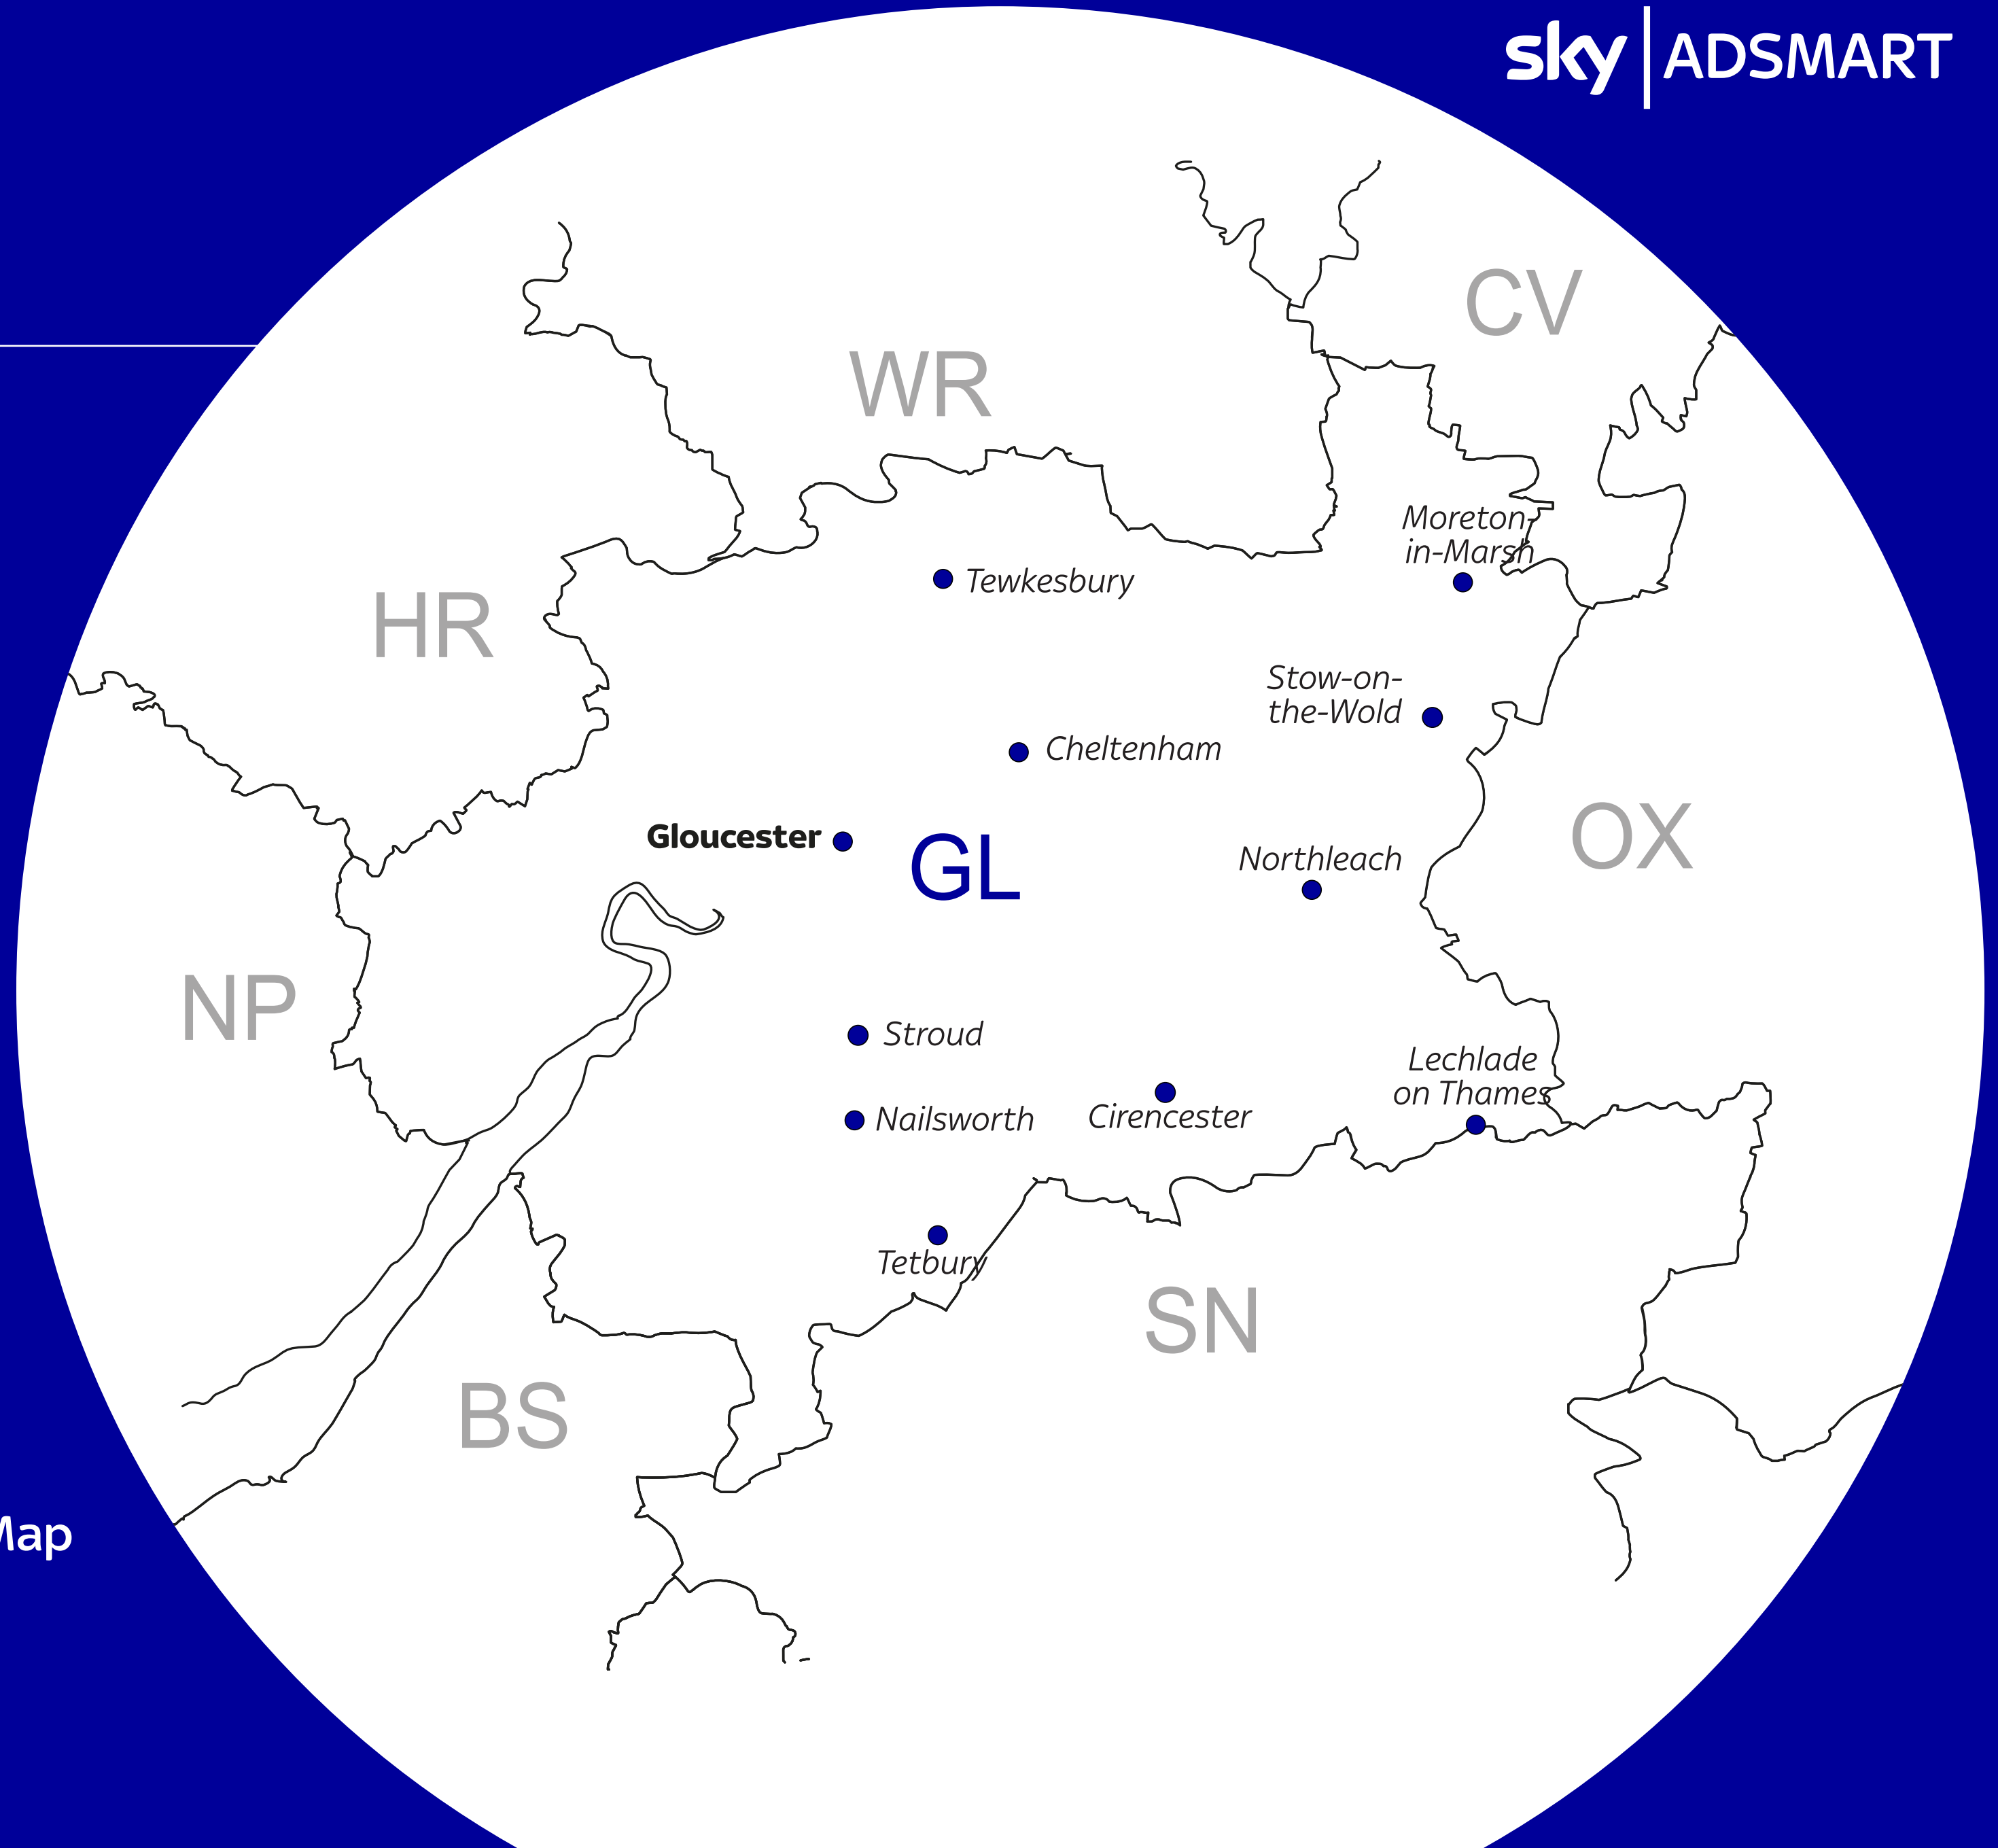 sky ADSMART
CV
WR
Moreton-
in-Marsh
Tewkesbury
HR
Stow-on-
the-Wold
Cheltenham
Gloucester
GL
OX
Northleach
NP
Stroud
Lechlade
on Thames
Nailsworth
Cirencester
Tetbury
SN
BS
Map